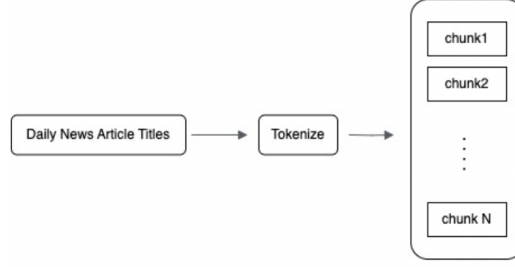 Daily News Article Titles
Tokenize
chunk1
chunk2
chunk N